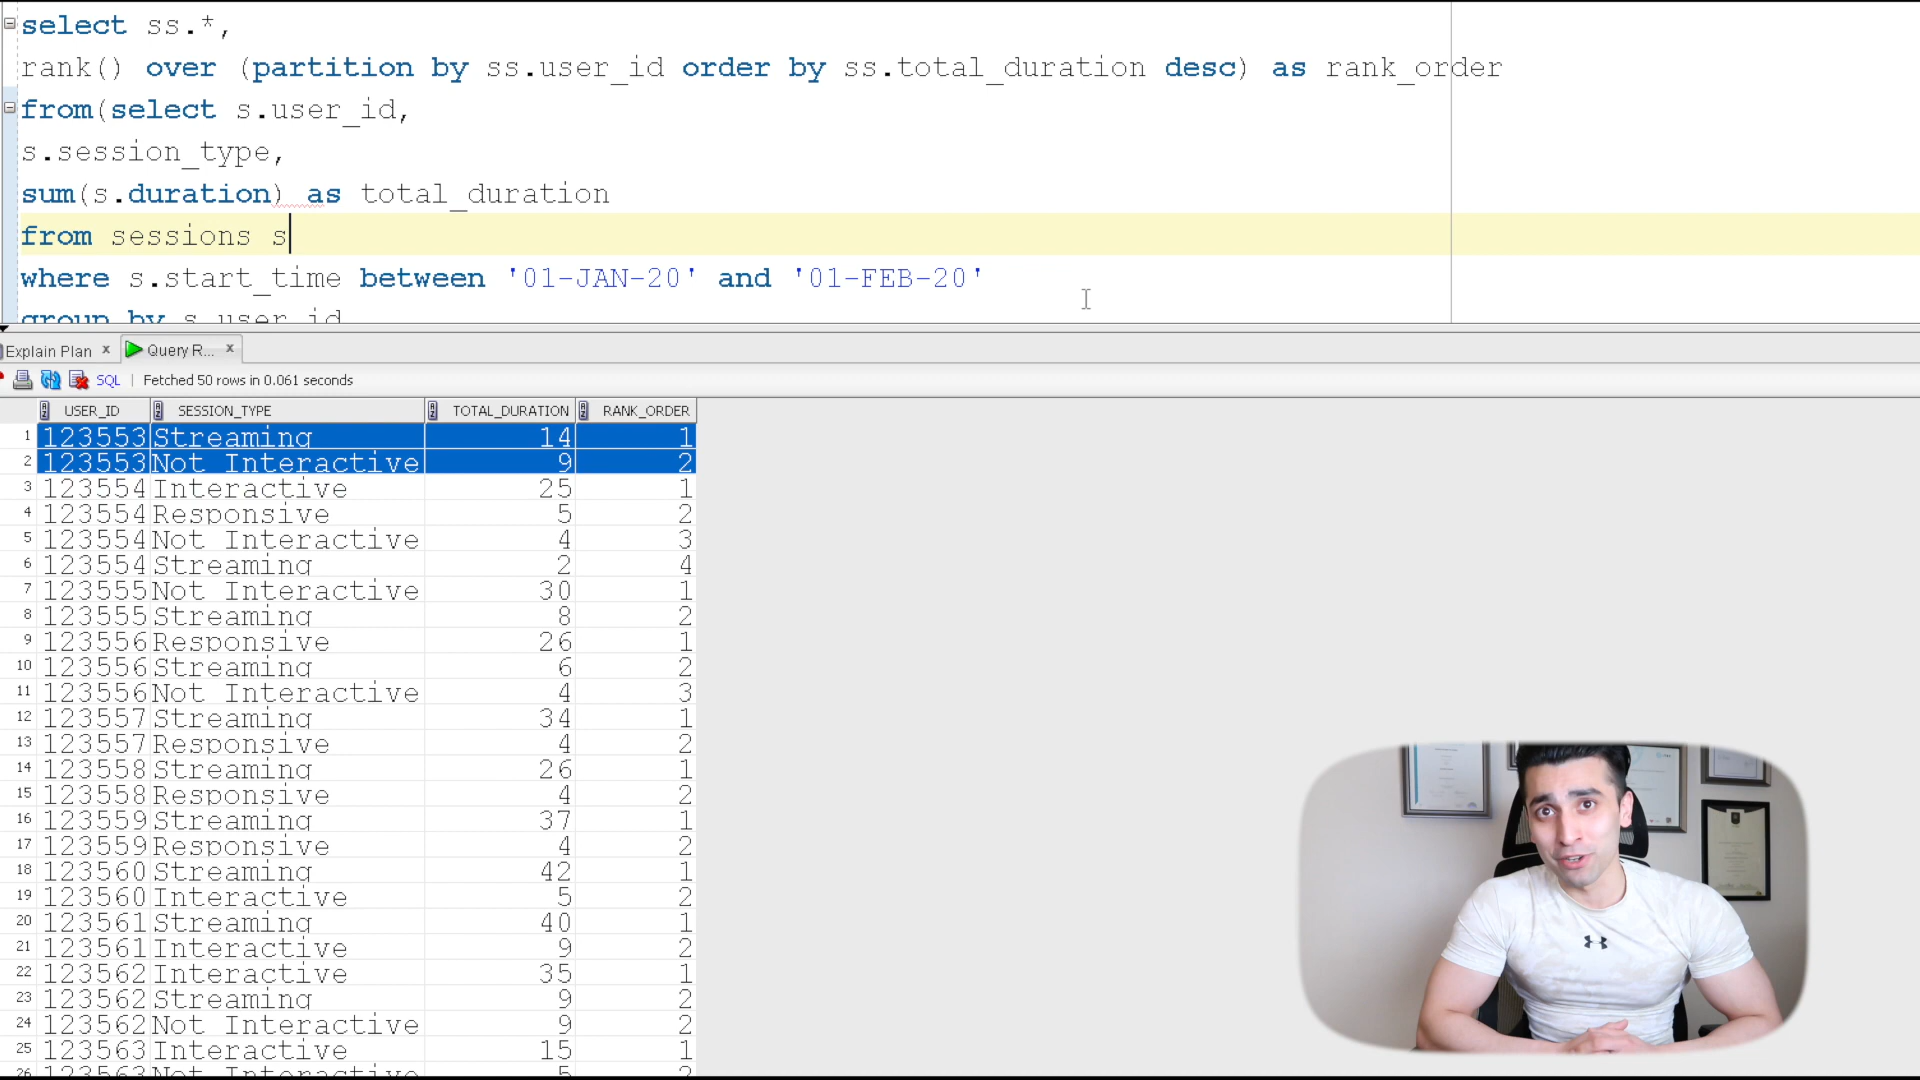 select ss.*,
rank() over (partition by ss.user_id order by ss.total_duration desc) as rank_order
from(select s.user_id,
s.session_type,
sum(s.duration) as total_duration
from sessions s
where s.start_time between '01-JAN-20' and '01-FEB-20'
group by s.user_id
Explain Plan x Query R... x
SQL | Fetched 50 rows in 0.061 seconds
USER_ID SESSION_TYPE TOTAL_DURATION RANK_ORDER
1 123553 Streaming 14 1
2 123553 Not Interactive 9 2
3 123554 Interactive 25 1
4 123554 Responsive 5 2
5 123554 Not Interactive 4 3
6 123554 Streaming 2 4
7 123555 Not Interactive 30 1
8 123555 Streaming 8 2
9 123556 Responsive 26 1
10 123556 Streaming 6 2
11 123556 Not Interactive 4 3
12 123557 Streaming 34 1
13 123557 Responsive 4 2
14 123558 Streaming 26 1
15 123558 Responsive 4 2
16 123559 Streaming 37 1
17 123559 Responsive 4 2
18 123560 Streaming 42 1
19 123560 Interactive 5 2
20 123561 Streaming 40 1
21 123561 Interactive 9 2
22 123562 Interactive 35 1
23 123562 Streaming 9 2
24 123562 Not Interactive 9 2
25 123563 Interactive 15 1
26 123563 Not Interactive 5 2